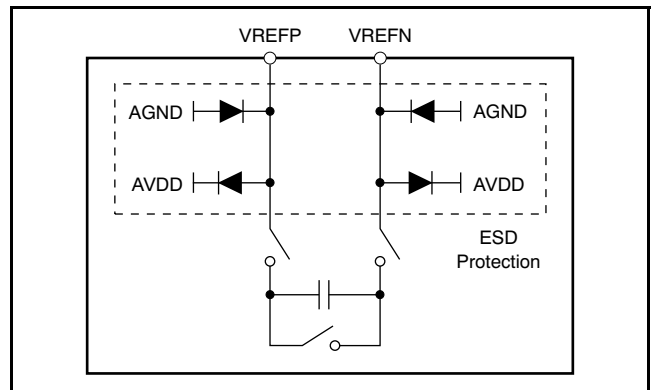 VREFP VREFN
AGND AGND
AVDD AVDD
ESD
Protection